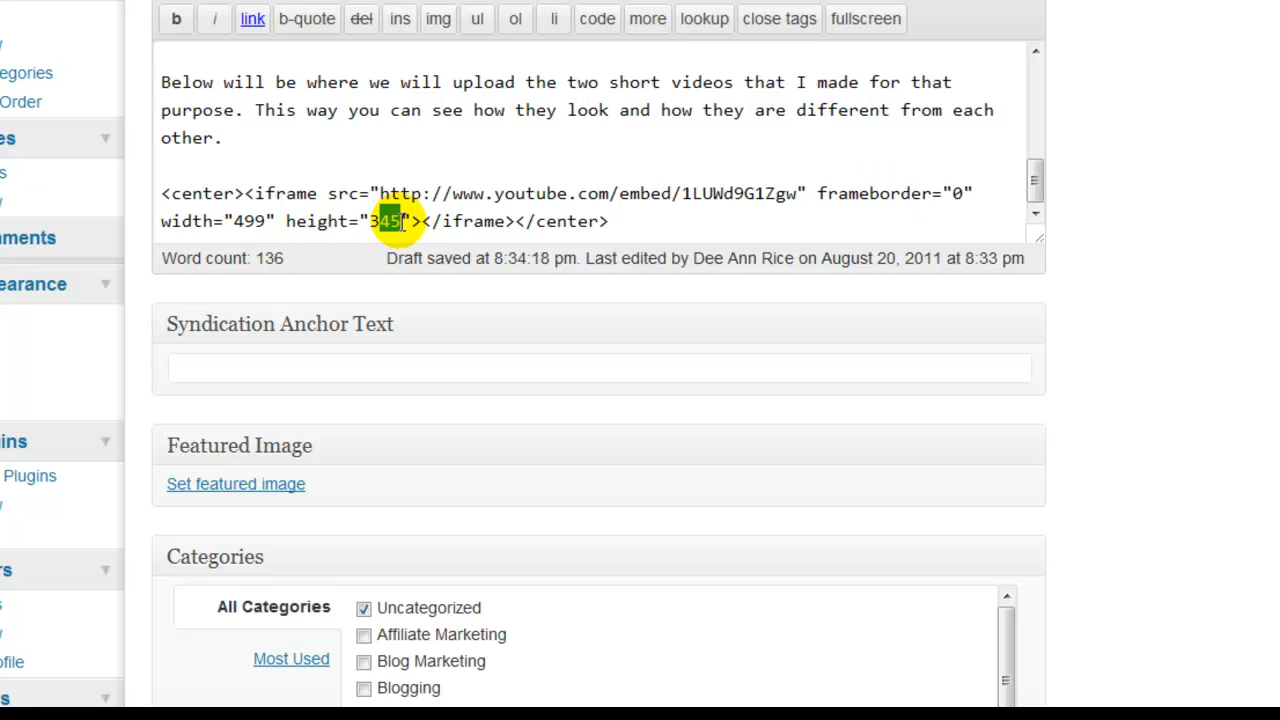 b i link b-quote del ins img ul ol li code more lookup close tags fullscreen
egories
Order
es
s
nments
earance
ins
Plugins
rs
s
ofile
s
Below will be where we will upload the two short videos that I made for that
purpose. This way you can see how they look and how they are different from each
other.
<center><iframe src="http://www.youtube.com/embed/1LUWd9G1Zgw" frameborder="0"
width="499" height="345"></iframe></center>
Word count: 136 Draft saved at 8:34:18 pm. Last edited by Dee Ann Rice on August 20, 2011 at 8:33 pm
Syndication Anchor Text
Featured Image
Set featured image
Categories
All Categories
Most Used
Uncategorized
Affiliate Marketing
Blog Marketing
Blogging